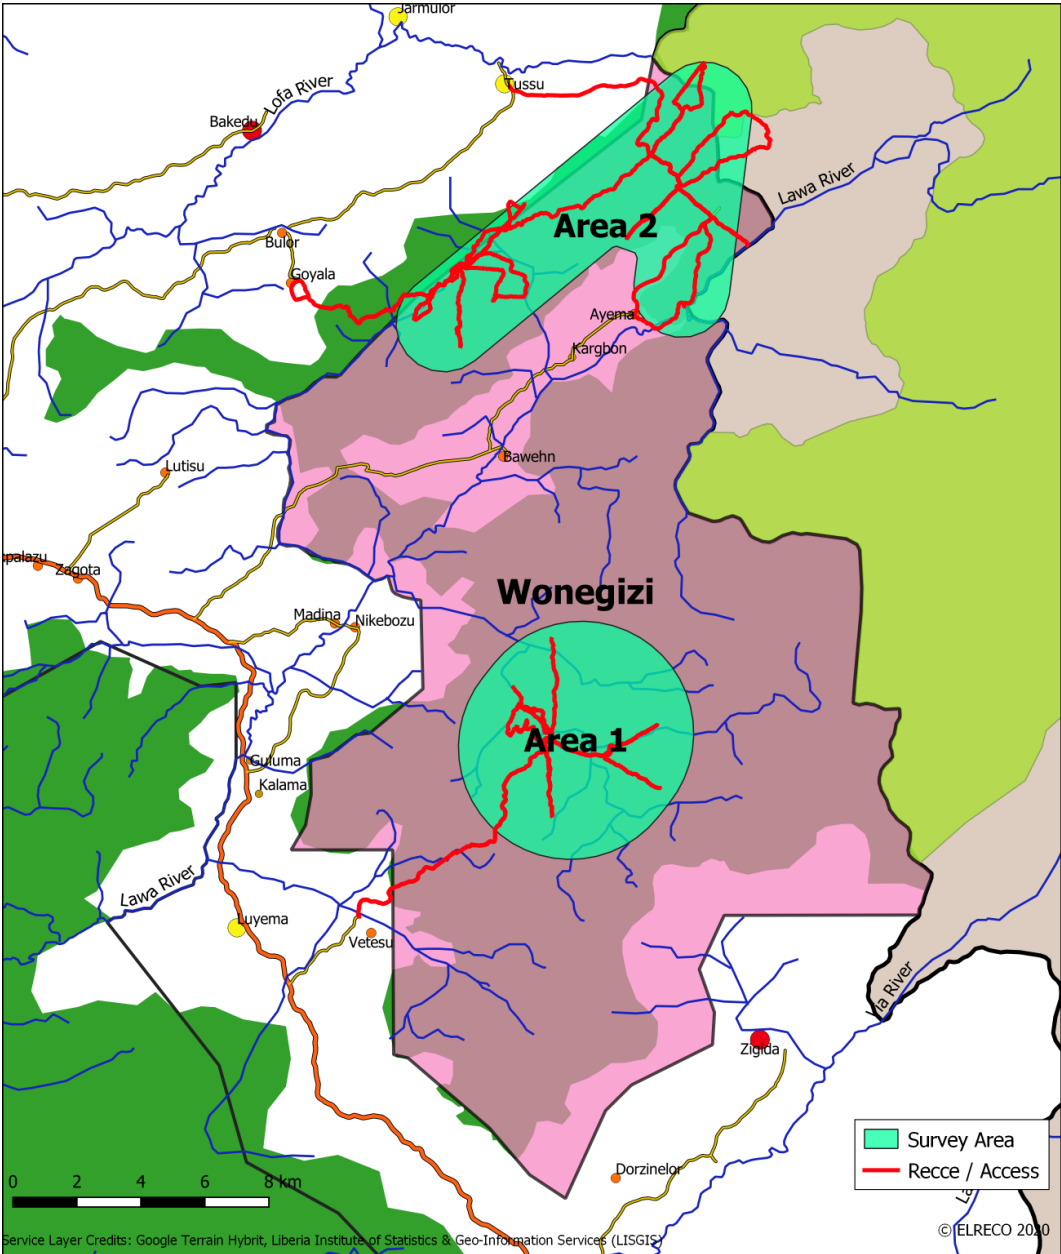 Jarmulor
Tussu
Lofa River
Bakedu
Lawa River
Area 2
Bulor
Goyala
Ayema
Kargbon
Bawehn
Lutisu
palazu
Zagota
Wonegizi
Madina
Nikebozu
Area 1
Guluma
Kalama
Lawa River
Luyema
Vetesu
Via River
Zigida
Survey Area
Recce / Access
Dorzinelor
0 2 4 6 8 km
La
© ELRECO 2020
Service Layer Credits: Google Terrain Hybrit, Liberia Institute of Statistics & Geo-Information Services (LISGIS)